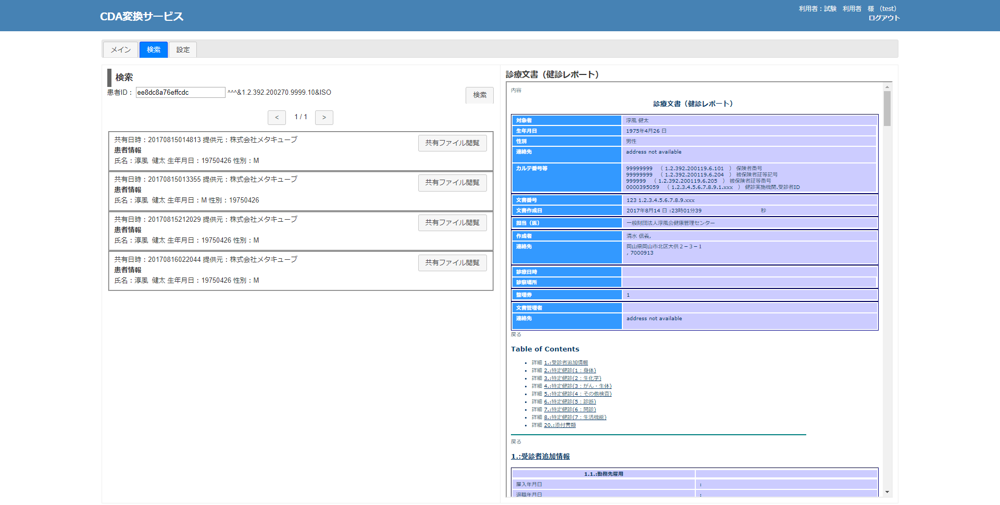 CDA変換サービス
利用者：試験　利用者　様　（test）
ログアウト
メイン
検索
設定
検索
患者ID： ee8dc8a76effcdc ^^^&1.2.392.200270.9999.10&ISO
検索
< 1 / 1 >
共有日時：20170815014813 提供元：株式会社メタキューブ
患者情報
氏名：淳風 健太 生年月日：19750426 性別：M
共有ファイル閲覧
共有日時：20170815013355 提供元：株式会社メタキューブ
患者情報
氏名：淳風 健太 生年月日：M 性別：19750426
共有ファイル閲覧
共有日時：20170815212029 提供元：株式会社メタキューブ
患者情報
氏名：淳風 健太 生年月日：19750426 性別：M
共有ファイル閲覧
共有日時：20170816022044 提供元：株式会社メタキューブ
患者情報
氏名：淳風 健太 生年月日：19750426 性別：M
共有ファイル閲覧
診療文書（健診レポート）
内容
診療文書（健診レポート）
対象者 淳風 健太
生年月日 1975年4月26 日
性別 男性
連絡先 address not available
カルテ番号等 99999999 （ 1.2.392.200119.6.101 ） 保険者番号
99999999 （ 1.2.392.200119.6.204 ） 被保険者証等記号
999999 （ 1.2.392.200119.6.205 ） 被保険者証等番号
0000395059 （ 1.2.3.4.5.6.7.8.9.1.xxx ） 健診実施機関.受診者ID
文書番号 123 1.2.3.4.5.6.7.8.9.xxx
文書作成日 2017年8月14 日 :23時01分39 秒
担当（医） 一般財団法人淳風会健康管理センター
作成者 清水 信義,
連絡先 岡山県岡山市北区大供２－３－１
, 7000913
診療日時
診察場所
整理券 1
文書管理者
連絡先 address not available
戻る
Table of Contents
• 詳細 1.:受診者追加情報
• 詳細 2.:特定健診(1：身体)
• 詳細 3.:特定健診(2：生化学)
• 詳細 4.:特定健診(3：がん・生体)
• 詳細 5.:特定健診(4：その他検査)
• 詳細 6.:特定健診(5：診断)
• 詳細 7.:特定健診(6：問診)
• 詳細 8.:特定健診(7：生活機能)
• 詳細 20.:添付書類
戻る
1.:受診者追加情報
1.1.:勤務先雇用
雇入年月日 :
退職年月日 :